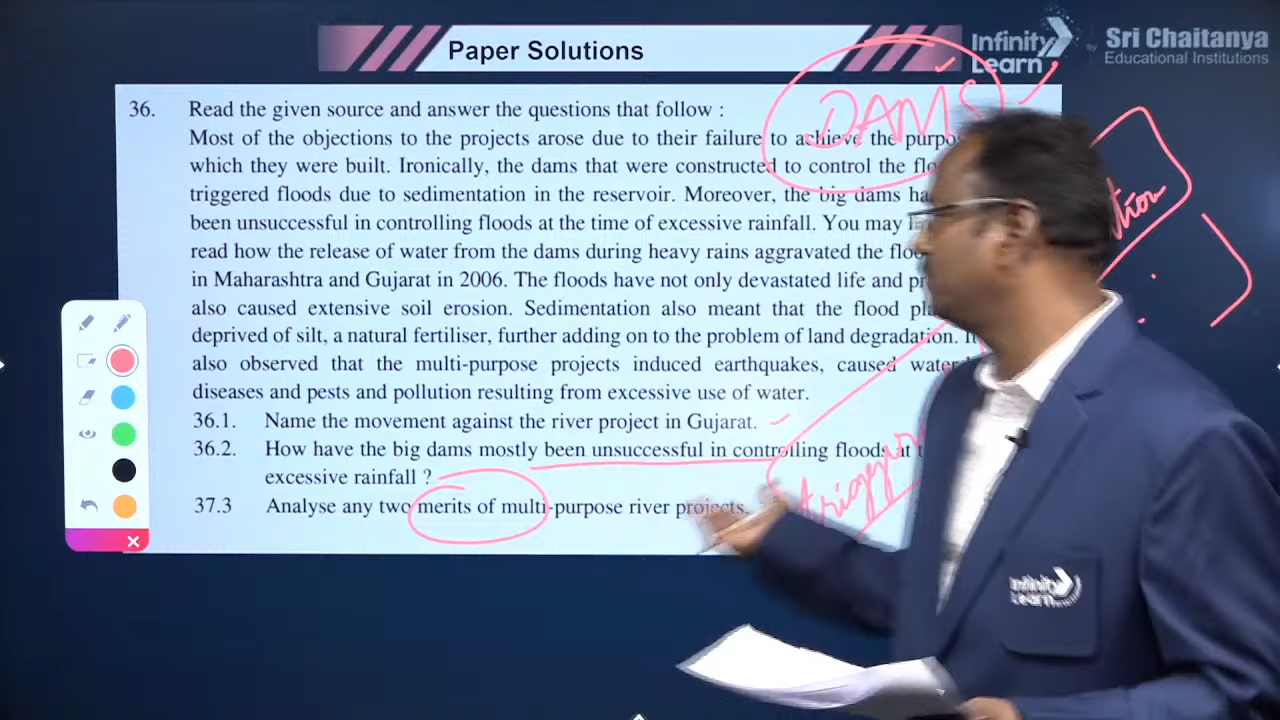 Paper Solutions
Infinity Learn
by Sri Chaitanya
Educational Institutions
DAMS
36. Read the given source and answer the questions that follow :
Most of the objections to the projects arose due to their failure to achieve the
which they were built. Ironically, the dams that were constructed to control the
triggered floods due to sedimentation in the reservoir. Moreover, the big dams
been unsuccessful in controlling floods at the time of excessive rainfall. You may
read how the release of water from the dams during heavy rains aggravated the
in Maharashtra and Gujarat in 2006. The floods have not only devastated life and
also caused extensive soil erosion. Sedimentation also meant that the flood
deprived of silt, a natural fertiliser, further adding on to the problem of land degradation. It
also observed that the multi-purpose projects induced earthquakes, caused
diseases and pests and pollution resulting from excessive use of water.
36.1. Name the movement against the river project in Gujarat.
36.2. How have the big dams mostly been unsuccessful in controlling floods at
excessive rainfall ?
37.3 Analyse any two merits of multi-purpose river projects.
Infinity Learn